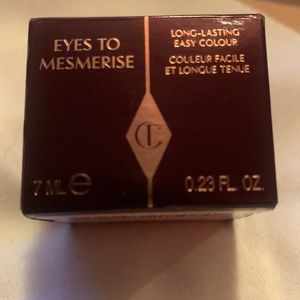 EYES TO
MESMERISE
LONG-LASTING
EASY COLOUR
COULEUR FACILE
ET LONGUE TENUE
CT
7 ML ℮
0.23 FL. OZ.